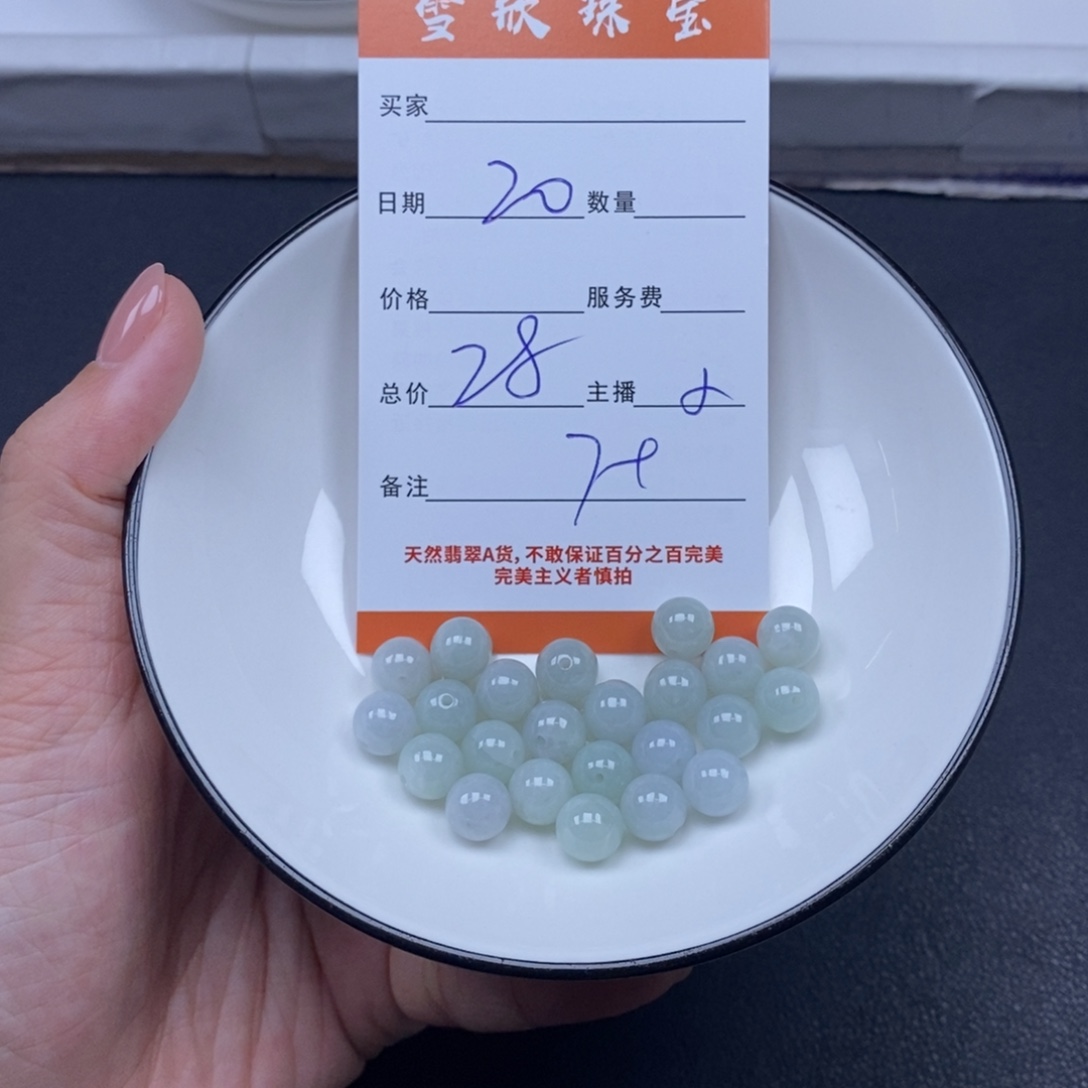 雪欣珠宝
买家
日期 20 数量
价格 服务费
总价 28 主播
备注
天然翡翠A货,不敢保证百分之百完美
完美主义者慎拍